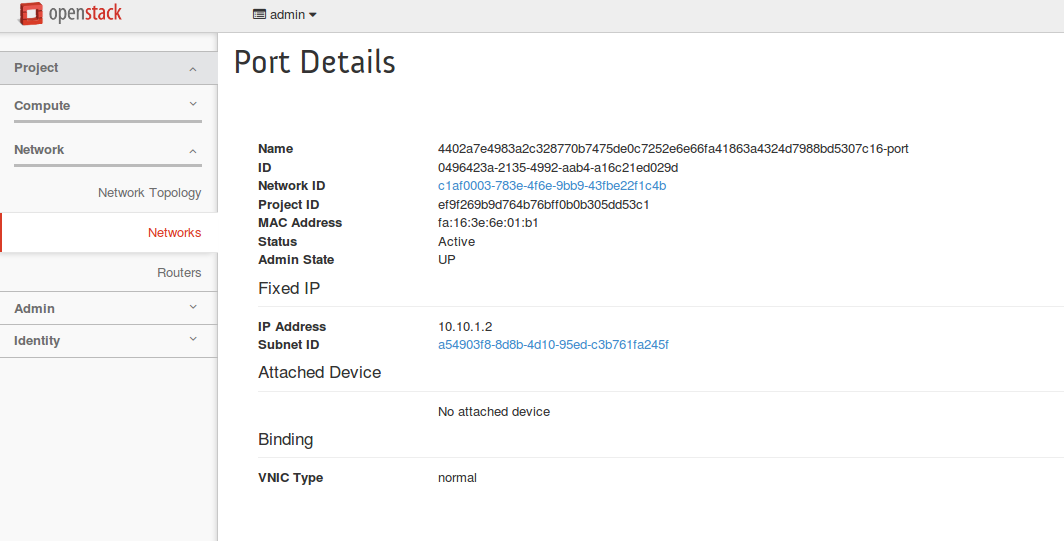 openstack
admin
Port Details
Project
Compute
Network
Network Topology
Networks
Routers
Admin
Identity
Name 4402a7e4983a2c328770b7475de0c7252e6e66fa41863a4324d7988bd5307c16-port
ID 0496423a-2135-4992-aab4-a16c21ed029d
Network ID c1af0003-783e-4f6e-9bb9-43fbe22f1c4b
Project ID ef9f269b9d764b76bff0b0b305dd53c1
MAC Address fa:16:3e:6e:01:b1
Status Active
Admin State UP
Fixed IP
IP Address 10.10.1.2
Subnet ID a54903f8-8d8b-4d10-95ed-c3b761fa245f
Attached Device
No attached device
Binding
VNIC Type normal